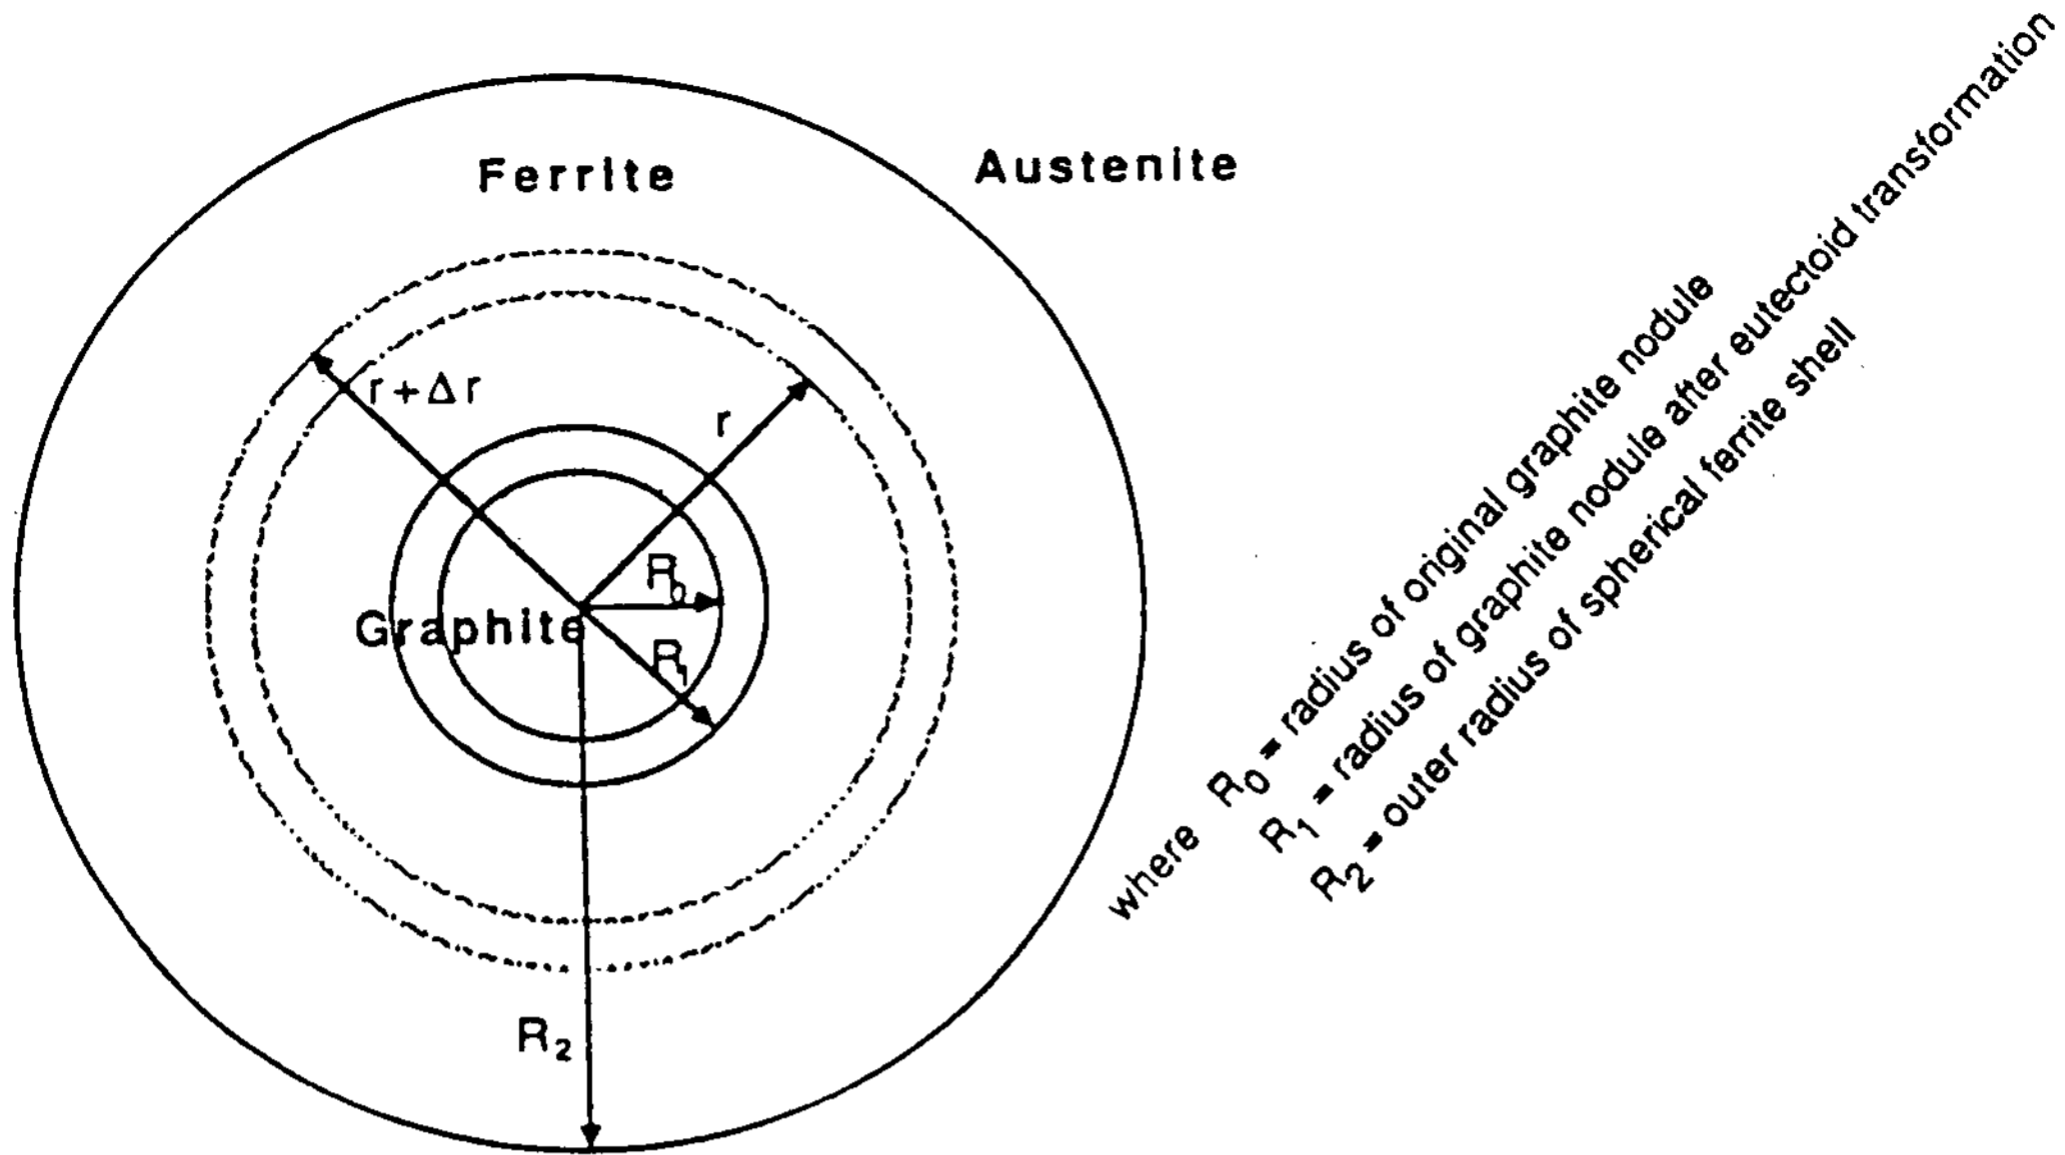 Ferrite
Austenite
r + Δ r
r
R0
Graphite
R1
R2
where R0 = radius of original graphite nodule
R1 = radius of graphite nodule after eutectoid transformation
R2 = outer radius of spherical ferrite shell